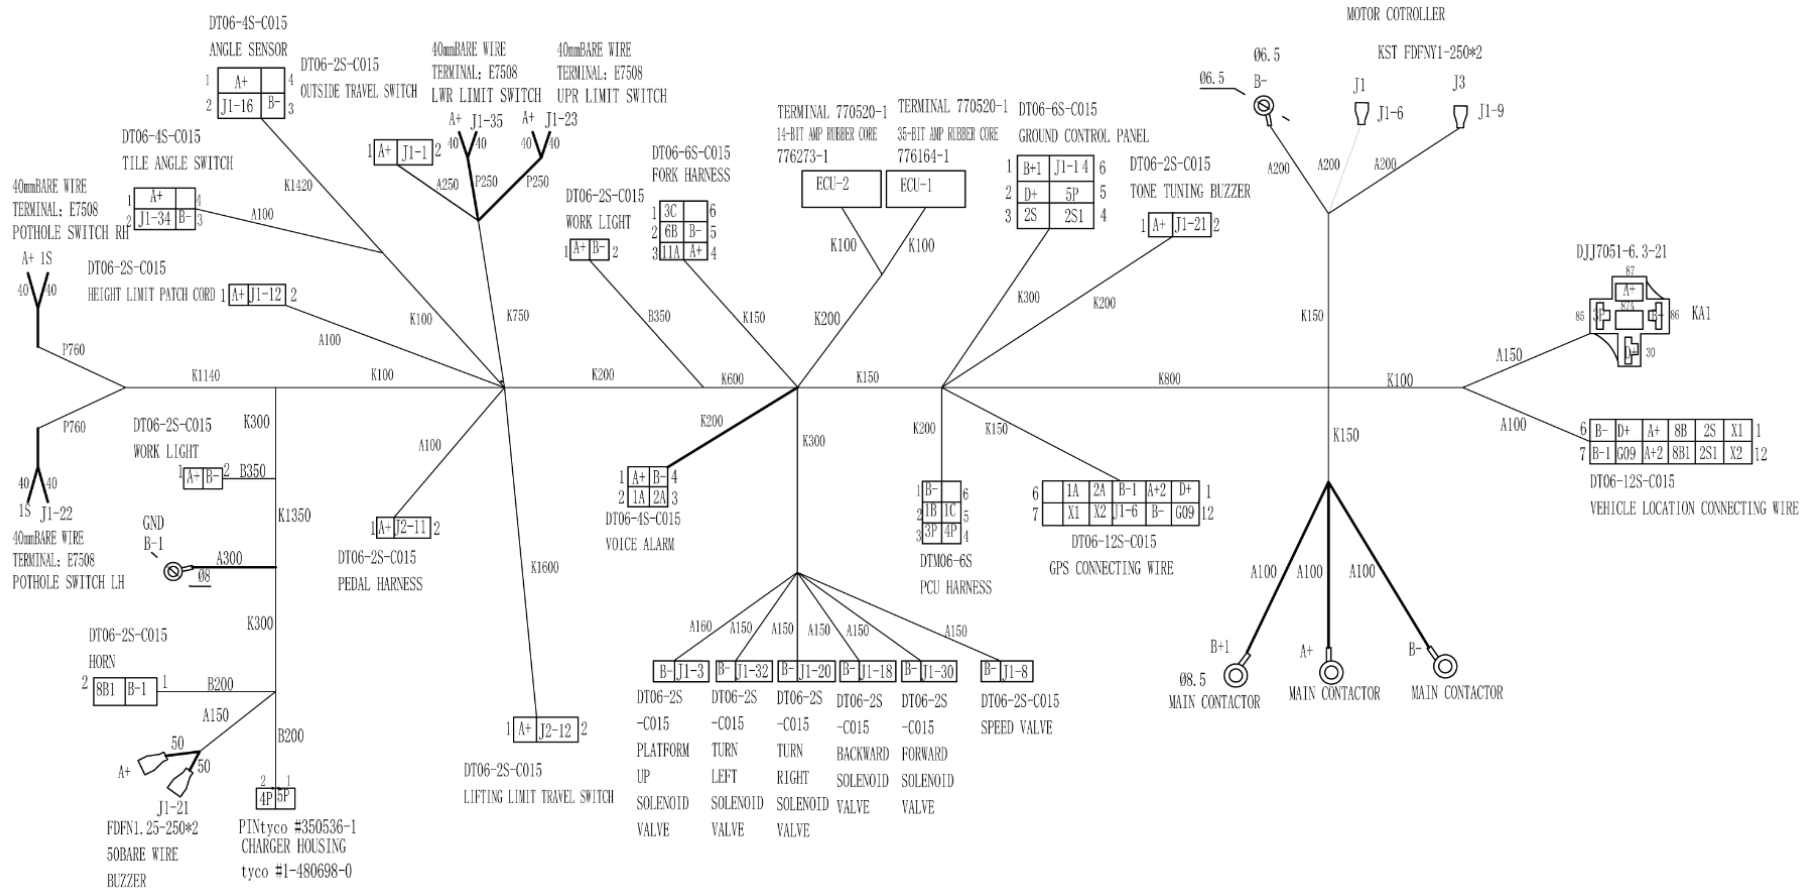 DT06-4S-C015
ANGLE SENSOR
1 A+ 4
2 J1-16 B- 3
DT06-2S-C015
OUTSIDE TRAVEL SWITCH
1 A+ J1-1 2
40mmBARE WIRE
TERMINAL: E7508
LWR LIMIT SWITCH
A+ J1-35
40 40
40mmBARE WIRE
TERMINAL: E7508
UPR LIMIT SWITCH
A+ J1-23
40 40
A250
P250
P250
DT06-4S-C015
TILE ANGLE SWITCH
1 A+ 4
2 J1-34 B- 3
K1420
A100
40mmBARE WIRE
TERMINAL: E7508
POTHOLE SWITCH RH
A+ 1S
40 40
DT06-2S-C015
HEIGHT LIMIT PATCH CORD
1 A+ J1-12 2
A100
K100
K750
P760
P760
K1140
K100
K200
K600
K150
K800
K100
DT06-2S-C015
WORK LIGHT
1 A+ B- 2
B350
DT06-6S-C015
FORK HARNESS
1 3C 6
2 6B B- 5
3 11A A+ 4
K150
TERMINAL 770520-1
14-BIT AMP RUBBER CORE
776273-1
ECU-2
TERMINAL 770520-1
35-BIT AMP RUBBER CORE
776164-1
ECU-1
K100
K100
K200
DT06-6S-C015
GROUND CONTROL PANEL
1 B+1 J1-14 6
2 D+ 5P 5
3 2S 2S1 4
K300
DT06-2S-C015
TONE TUNING BUZZER
1 A+ J1-21 2
K200
MOTOR COTROLLER
KST FDFNY1-250*2
Ø6.5
Ø6.5
B-
J1
J1-6
J3
J1-9
A200
A200
A200
K150
DJJ7051-6.3-21
87
A+
87A
85 3P B- 86
D+ 30
KA1
A150
A100
6 B- D+ A+ 8B 2S X1 1
7 B-1 G09 A+2 8B1 2S1 X2 12
DT06-12S-C015
VEHICLE LOCATION CONNECTING WIRE
40 40
1S J1-22
40mmBARE WIRE
TERMINAL: E7508
POTHOLE SWITCH LH
DT06-2S-C015
WORK LIGHT
1 A+ B- 2
B350
K300
K1350
GND
B-1
Ø8
A300
K300
DT06-2S-C015
HORN
2 8B1 B-1 1
B200
A150
50
50
A+
J1-21
FDFN1.25-250*2
50BARE WIRE
BUZZER
B200
2 1
4P 5P
PINtyco #350536-1
CHARGER HOUSING
tyco #1-480698-0
A100
1 A+ J2-11 2
DT06-2S-C015
PEDAL HARNESS
K1600
1 A+ J2-12 2
DT06-2S-C015
LIFTING LIMIT TRAVEL SWITCH
K200
1 A+ B- 4
2 1A 2A 3
DT06-4S-C015
VOICE ALARM
K300
A160
A150
A150
A150
A150
A150
B- J1-3
DT06-2S
-C015
PLATFORM
UP
SOLENOID
VALVE
B- J1-32
DT06-2S
-C015
TURN
LEFT
SOLENOID
VALVE
B- J1-20
DT06-2S
-C015
TURN
RIGHT
SOLENOID
VALVE
B- J1-18
DT06-2S
-C015
BACKWARD
SOLENOID
VALVE
B- J1-30
DT06-2S
-C015
FORWARD
SOLENOID
VALVE
B- J1-8
DT06-2S-C015
SPEED VALVE
K200
1 B- 6
2 1B 1C 5
3 3P 4P 4
DTM06-6S
PCU HARNESS
K150
6 1A 2A B-1 A+2 D+ 1
7 X1 X2 J1-6 B- G09 12
DT06-12S-C015
GPS CONNECTING WIRE
K150
A100
A100
A100
B+1
Ø8.5
MAIN CONTACTOR
A+
MAIN CONTACTOR
B-
MAIN CONTACTOR